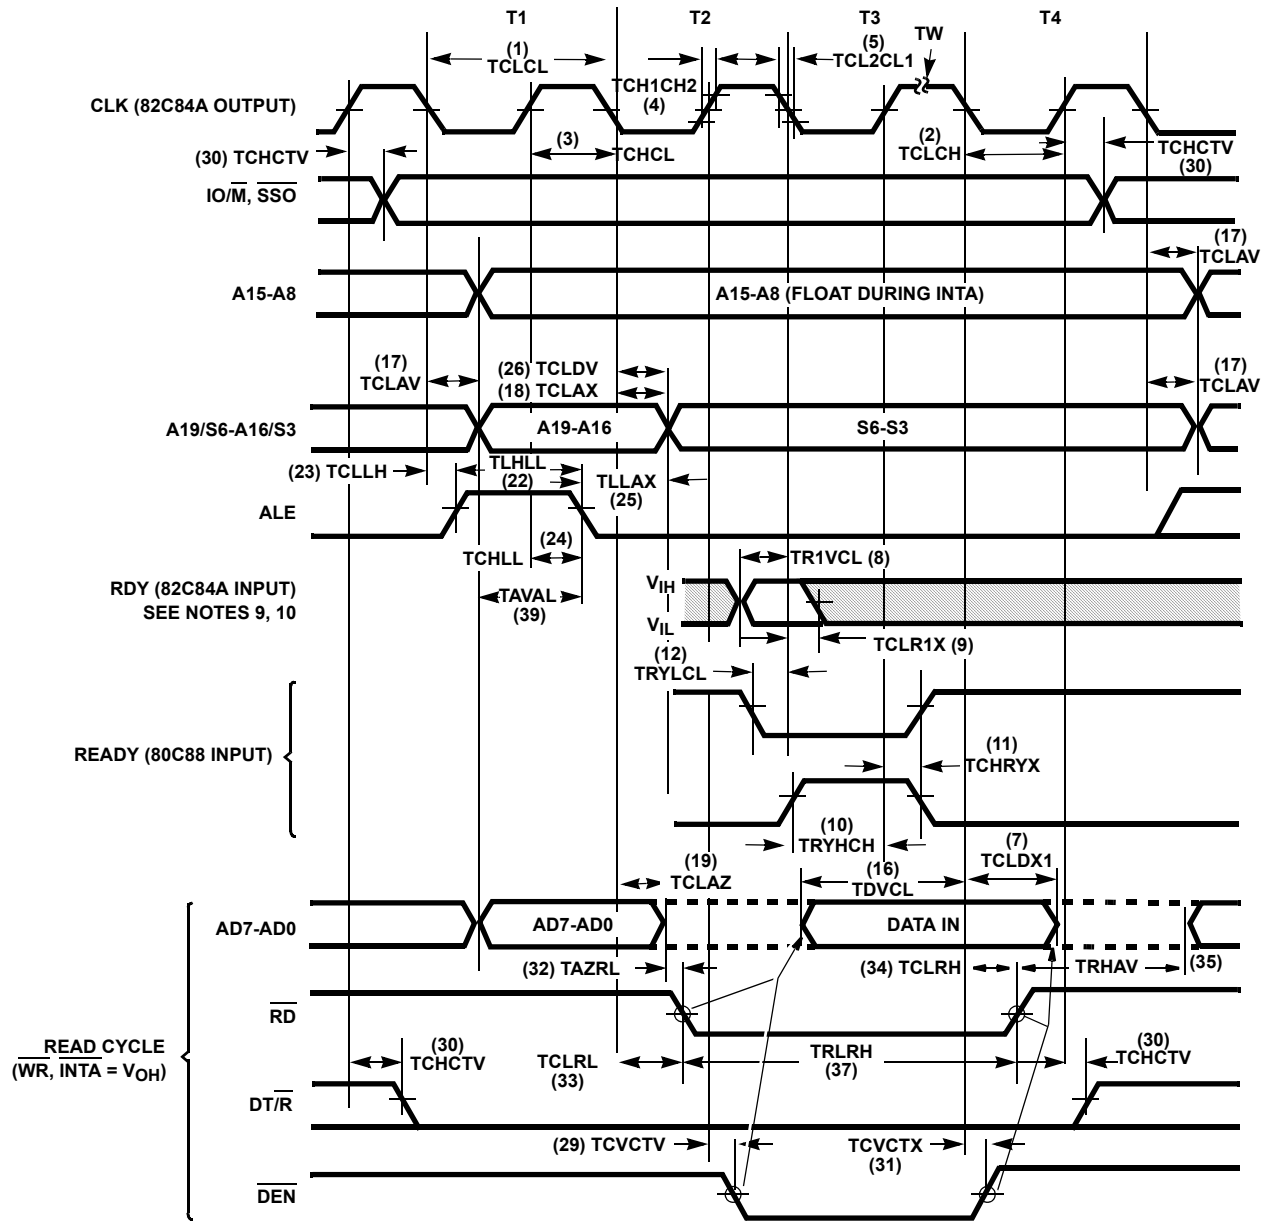 T1 T2 T3 T4
(1)
TCLCL
TCH1CH2
(4)
(5)
TCL2CL1
TW
CLK (82C84A OUTPUT)
(30) TCHCTV
(3)
TCHCL
(2)
TCLCH
TCHCTV
(30)
IO/M, SSO
(17)
TCLAV
A15-A8
A15-A8 (FLOAT DURING INTA)
(17)
TCLAV
(26) TCLDV
(18) TCLAX
(17)
TCLAV
A19/S6-A16/S3
A19-A16
S6-S3
(23) TCLLH
TLHLL
(22)
TLLAX
(25)
ALE
TCHLL
(24)
TR1VCL (8)
RDY (82C84A INPUT)
SEE NOTES 9, 10
TAVAL
(39)
VIH
VIL
TCLR1X (9)
(12)
TRYLCL
READY (80C88 INPUT)
(11)
TCHRYX
(10)
TRYHCH
(19)
TCLAZ
(16)
TDVCL
(7)
TCLDX1
AD7-AD0
AD7-AD0
DATA IN
(32) TAZRL
(34) TCLRH
TRHAV
(35)
RD
READ CYCLE
(WR, INTA = VOH)
(30)
TCHCTV
TCLRL
(33)
TRLRH
(37)
(30)
TCHCTV
DT/R
(29) TCVCTV
TCVCTX
(31)
DEN